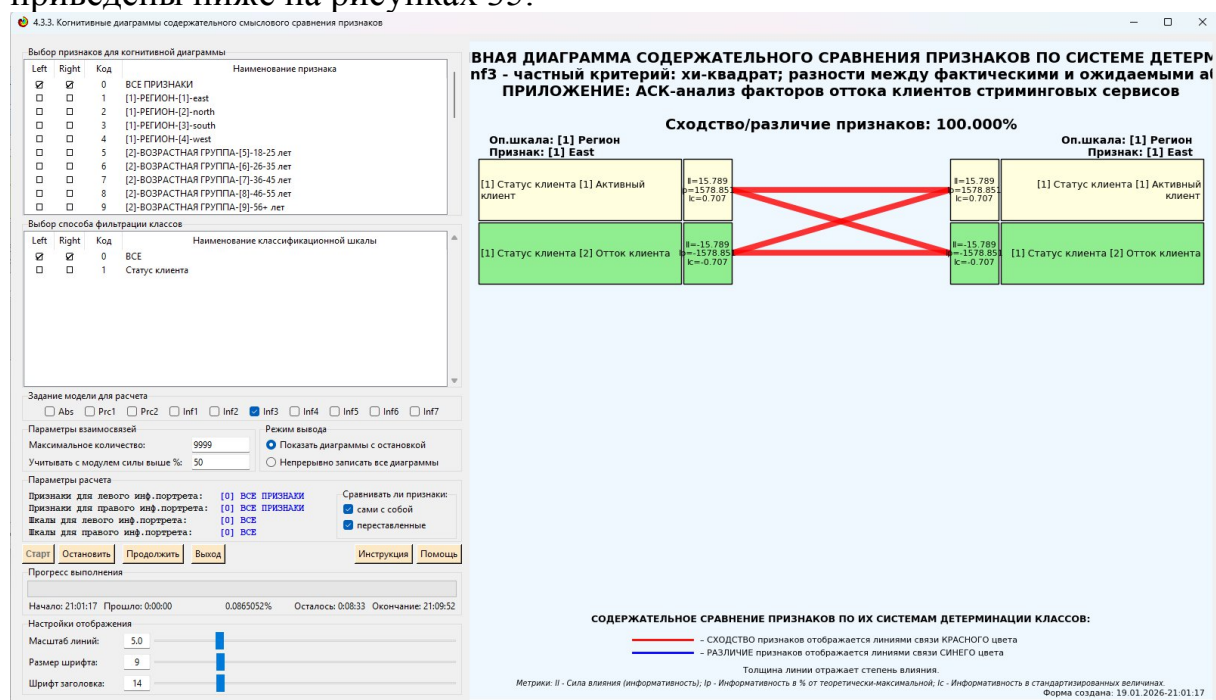 приведены ниже на рисунках 35:
4.3.3. Когнитивные диаграммы содержательного смыслового сравнения признаков
Выбор признаков для когнитивной диаграммы
Left Right Код Наименование признака
0 ВСЕ ПРИЗНАКИ
1 [1]-РЕГИОН-[1]-east
2 [1]-РЕГИОН-[2]-north
3 [1]-РЕГИОН-[3]-south
4 [1]-РЕГИОН-[4]-west
5 [2]-ВОЗРАСТНАЯ ГРУППА-[5]-18-25 лет
6 [2]-ВОЗРАСТНАЯ ГРУППА-[6]-26-35 лет
7 [2]-ВОЗРАСТНАЯ ГРУППА-[7]-36-45 лет
8 [2]-ВОЗРАСТНАЯ ГРУППА-[8]-46-55 лет
9 [2]-ВОЗРАСТНАЯ ГРУППА-[9]-56+ лет
Выбор способа фильтрации классов
Left Right Код Наименование классификационной шкалы
0 ВСЕ
1 Статус клиента
Задание модели для расчета
Abs Prc1 Prc2 Inf1 Inf2 Inf3 Inf4 Inf5 Inf6 Inf7
Параметры взаимосвязей
Максимальное количество: 9999
Учитывать с модулем силы выше %: 50
Режим вывода
Показать диаграммы с остановкой
Непрерывно записать все диаграммы
Параметры расчета
Признаки для левого инф.портрета: [0] ВСЕ ПРИЗНАКИ
Признаки для правого инф.портрета: [0] ВСЕ ПРИЗНАКИ
Шкалы для левого инф.портрета: [0] ВСЕ
Шкалы для правого инф.портрета: [0] ВСЕ
Сравнивать ли признаки:
сами с собой
переставленные
Старт Остановить Продолжить Выход Инструкция Помощь
Прогресс выполнения
Начало: 21:01:17 Прошло: 0:00:00 0.0865052% Осталось: 0:08:33 Окончание: 21:09:52
Настройки отображения
Масштаб линий: 5.0
Размер шрифта: 9
Шрифт заголовка: 14
ВНАЯ ДИАГРАММА СОДЕРЖАТЕЛЬНОГО СРАВНЕНИЯ ПРИЗНАКОВ ПО СИСТЕМЕ ДЕТЕРМ
nf3 - частный критерий: хи-квадрат; разности между фактическими и ожидаемыми а
ПРИЛОЖЕНИЕ: АСК-анализ факторов оттока клиентов стриминговых сервисов
Сходство/различие признаков: 100.000%
Оп.шкала: [1] Регион
Признак: [1] East
Оп.шкала: [1] Регион
Признак: [1] East
[1] Статус клиента [1] Активный
клиент
II=15.789
p=1578.851
Ic=0.707
II=15.789
p=1578.851
Ic=0.707
[1] Статус клиента [1] Активный
клиент
[1] Статус клиента [2] Отток клиента
II=-15.789
p=-1578.851
Ic=-0.707
II=-15.789
p=-1578.851
Ic=-0.707
[1] Статус клиента [2] Отток клиента
СОДЕРЖАТЕЛЬНОЕ СРАВНЕНИЕ ПРИЗНАКОВ ПО ИХ СИСТЕМАМ ДЕТЕРМИНАЦИИ КЛАССОВ:
– СХОДСТВО признаков отображается линиями связи КРАСНОГО цвета
– РАЗЛИЧИЕ признаков отображается линиями связи СИНЕГО цвета
Толщина линии отражает степень влияния.
Метрики: II - Сила влияния (информативность); Ip - Информативность в % от теоретически-максимальной; Ic - Информативность в стандартизированных величинах.
Форма создана: 19.01.2026-21:01:17